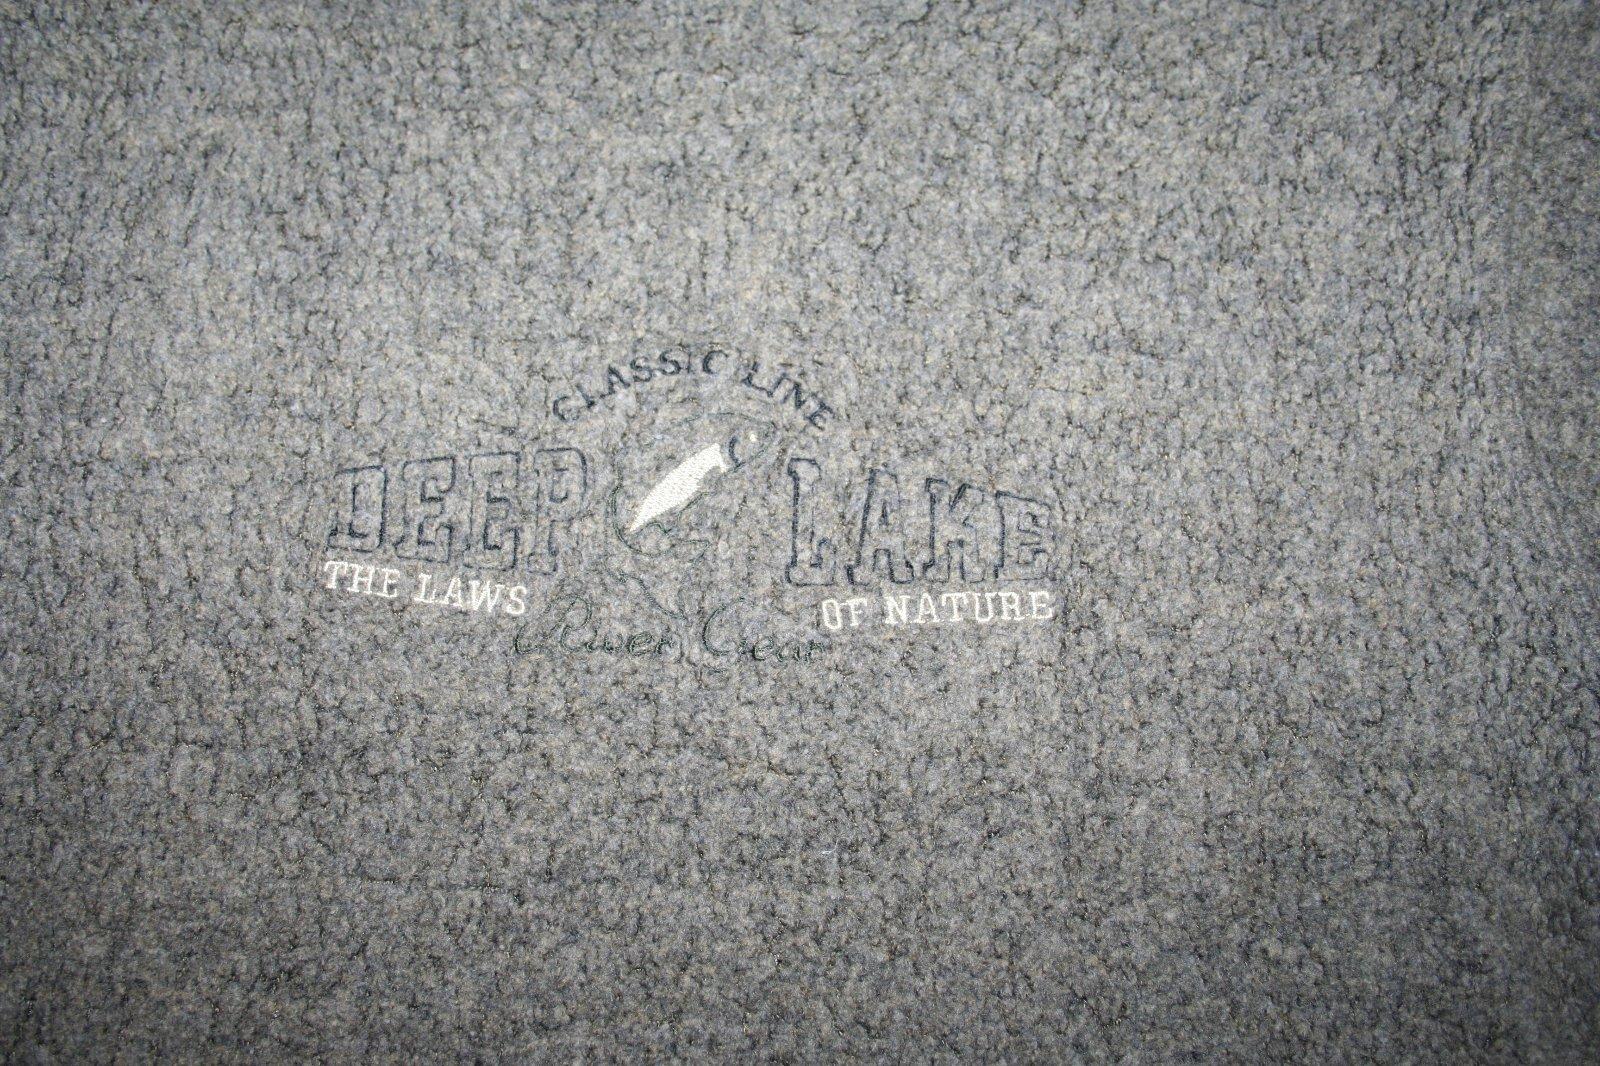 CLASSIC LINE
DEEP LAKE
THE LAWS OF NATURE
River Gear